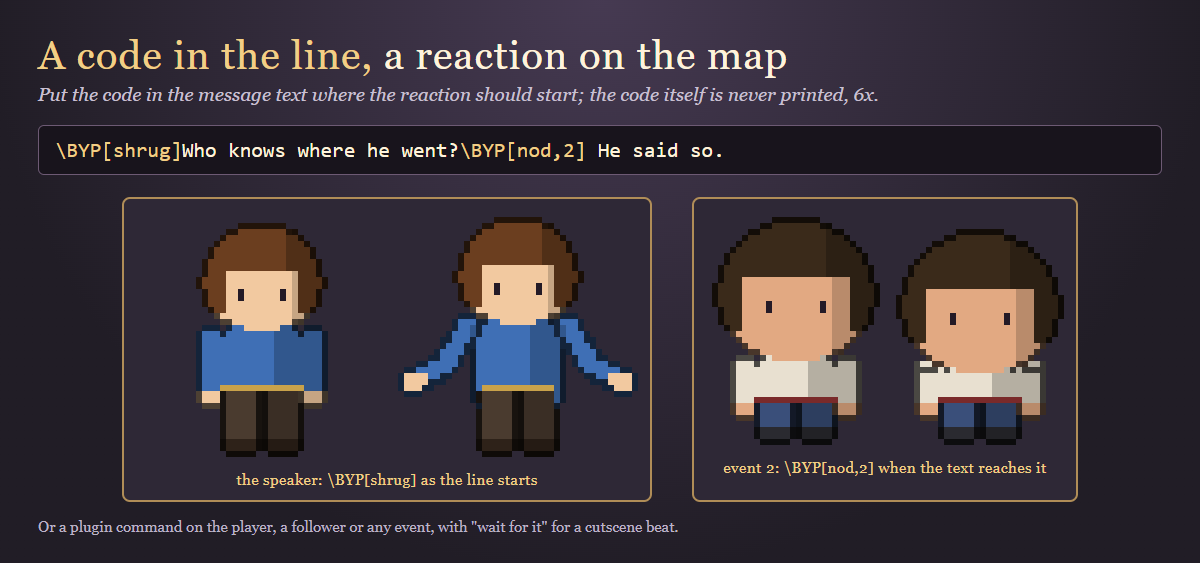 A code in the line, a reaction on the map
Put the code in the message text where the reaction should start; the code itself is never printed, 6x.
\BYP[shrug]Who knows where he went?\BYP[nod,2] He said so.
the speaker: \BYP[shrug] as the line starts
event 2: \BYP[nod,2] when the text reaches it
Or a plugin command on the player, a follower or any event, with "wait for it" for a cutscene beat.